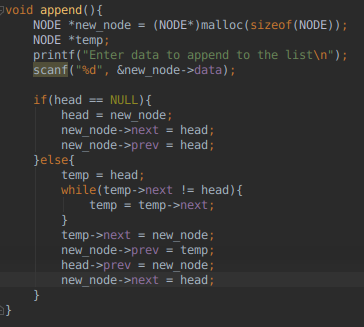 void append(){
    NODE *new_node = (NODE*)malloc(sizeof(NODE));
    NODE *temp;
    printf("Enter data to append to the list\n");
    scanf("%d", &new_node->data);
    if(head == NULL){
        head = new_node;
        new_node->next = head;
        new_node->prev = head;
    }else{
        temp = head;
        while(temp->next != head){
            temp = temp->next;
        }
        temp->next = new_node;
        new_node->prev = temp;
        head->prev = new_node;
        new_node->next = head;
    }
}